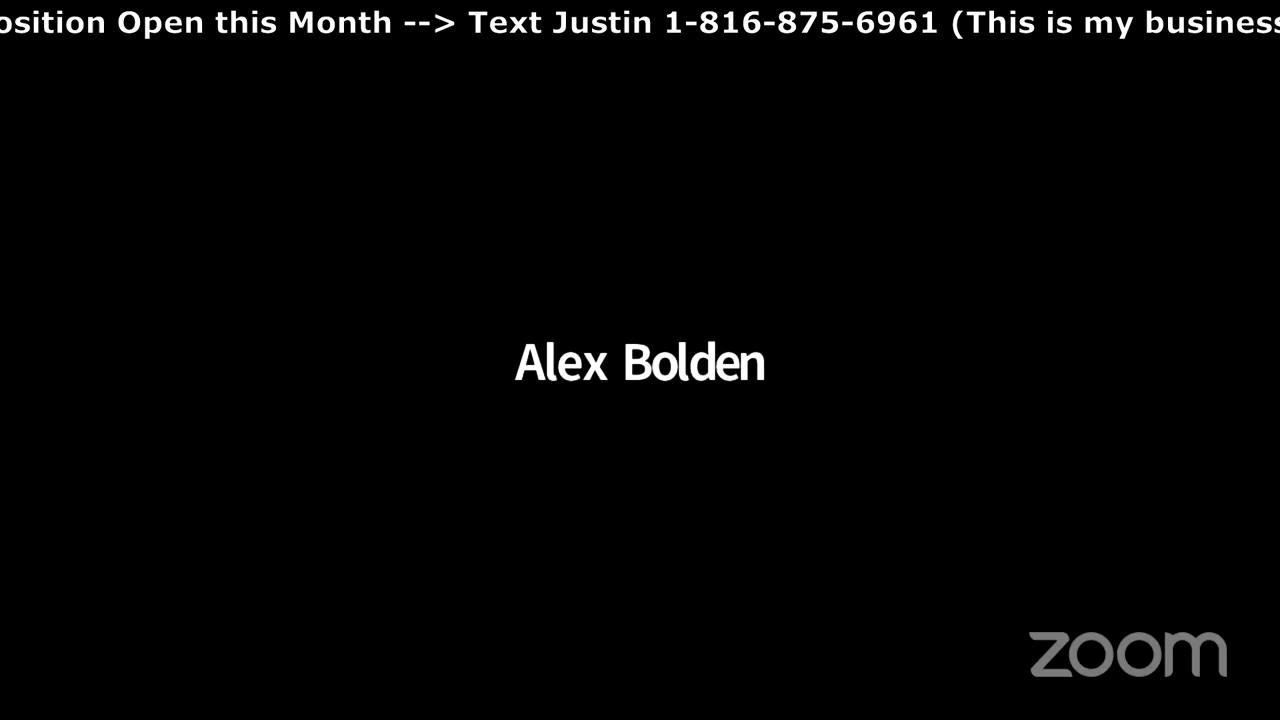 osition Open this Month --> Text Justin 1-816-875-6961 (This is my business
Alex Bolden
zoom